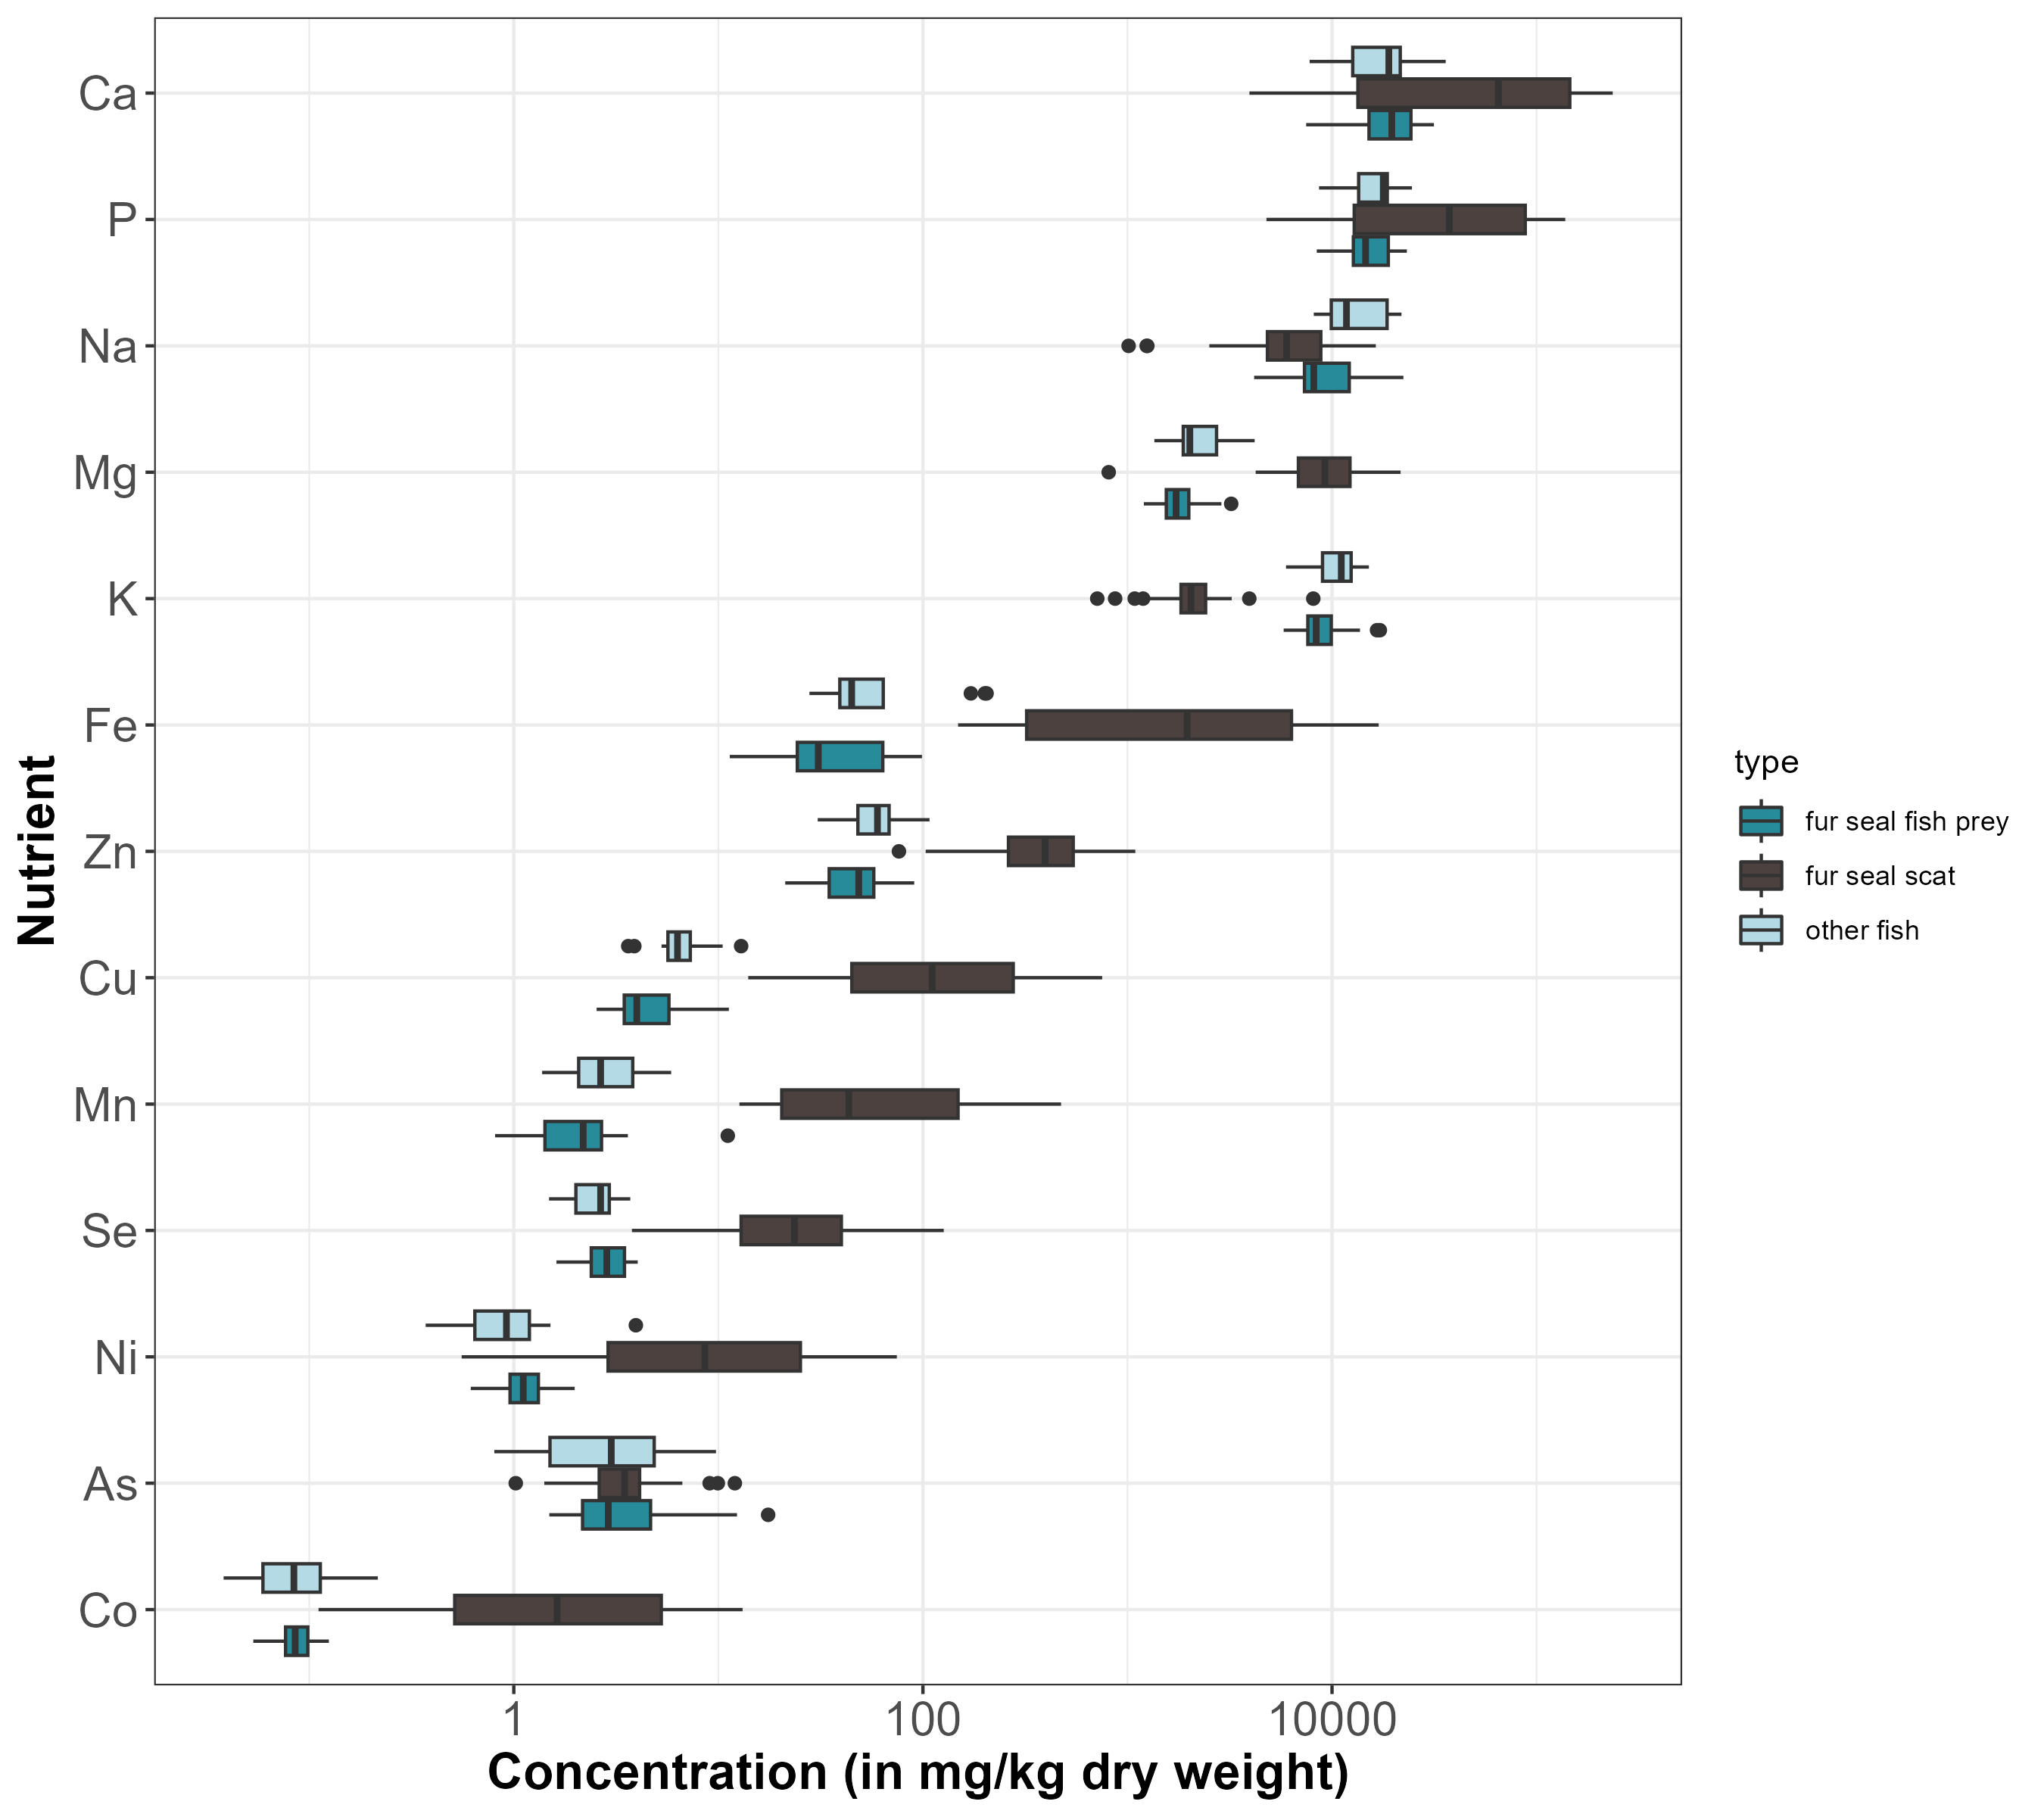 Nutrient
Ca
P
Na
Mg
K
Fe
Zn
Cu
Mn
Se
Ni
As
Co
1
100
10000
Concentration (in mg/kg dry weight)
type
fur seal fish prey
fur seal scat
other fish